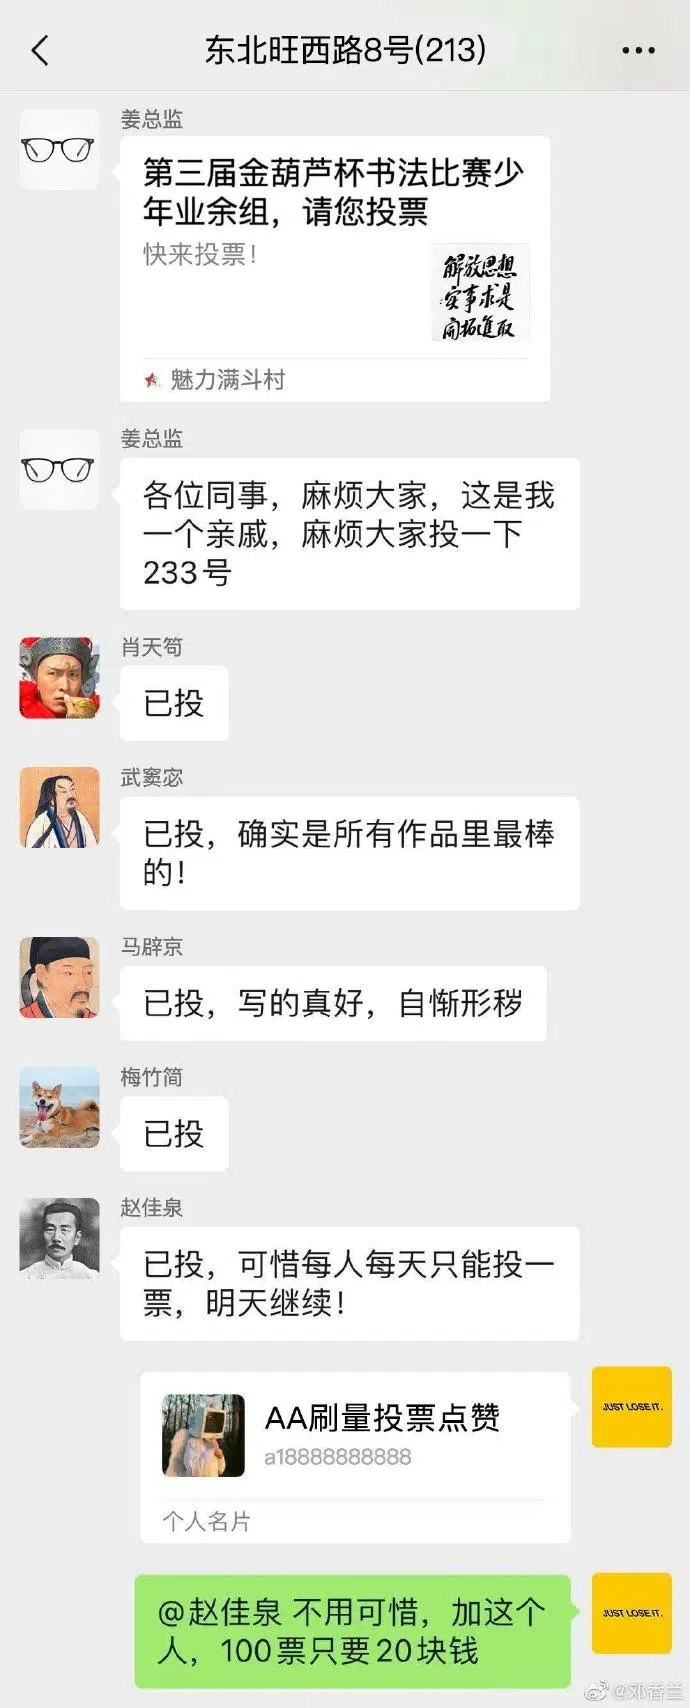 东北旺西路8号(213)
姜总监
第三届金葫芦杯书法比赛少
年业余组，请您投票
快来投票！
解放思想
实事求是
开拓進取
魅力满斗村
姜总监
各位同事，麻烦大家，这是我
一个亲戚，麻烦大家投一下
233号
肖天笱
已投
武窦宓
已投，确实是所有作品里最棒
的！
马辟京
已投，写的真好，自惭形秽
梅竹简
已投
赵佳泉
已投，可惜每人每天只能投一
票，明天继续！
AA刷量投票点赞
JUST LOSE IT.
a18888888888
个人名片
@赵佳泉 不用可惜，加这个
人，100票只要20块钱
JUST LOSE IT.
@邓香兰